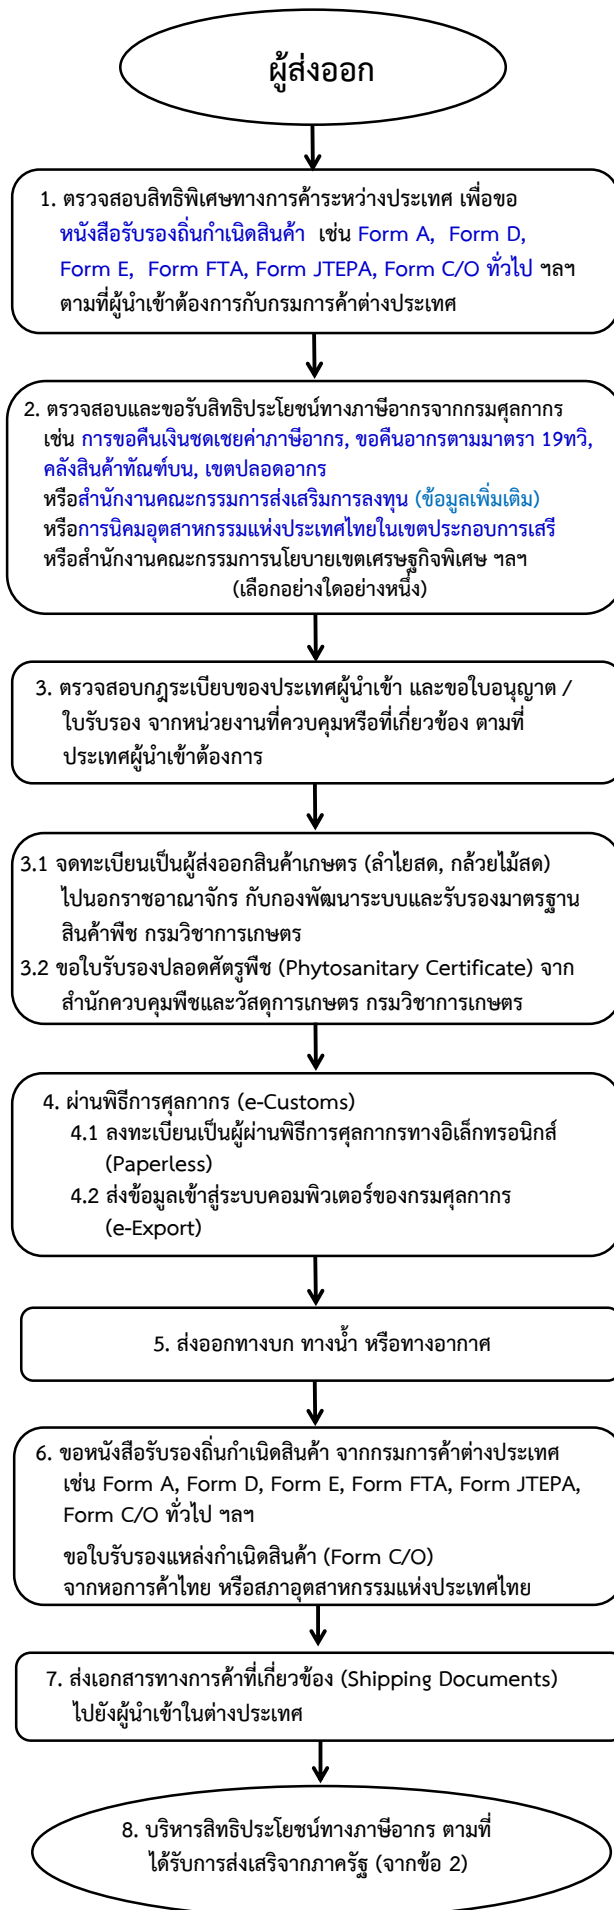 ผู้ส่งออก
1. ตรวจสอบสิทธิพิเศษทางการค้าระหว่างประเทศ เพื่อขอ
หนังสือรับรองถิ่นกำเนิดสินค้า เช่น Form A, Form D,
Form E, Form FTA, Form JTEPA, Form C/O ทั่วไป ฯลฯ
ตามที่ผู้นำเข้าต้องการกับกรมการค้าต่างประเทศ
2. ตรวจสอบและขอรับสิทธิประโยชน์ทางภาษีอากรจากกรมศุลกากร
เช่น การขอคืนเงินชดเชยค่าภาษีอากร, ขอคืนอากรตามมาตรา 19ทวิ,
คลังสินค้าทัณฑ์บน, เขตปลอดอากร
หรือสำนักงานคณะกรรมการส่งเสริมการลงทุน (ข้อมูลเพิ่มเติม)
หรือการนิคมอุตสาหกรรมแห่งประเทศไทยในเขตประกอบการเสรี
หรือสำนักงานคณะกรรมการนโยบายเขตเศรษฐกิจพิเศษ ฯลฯ
(เลือกอย่างใดอย่างหนึ่ง)
3. ตรวจสอบกฎระเบียบของประเทศผู้นำเข้า และขอใบอนุญาต /
ใบรับรอง จากหน่วยงานที่ควบคุมหรือที่เกี่ยวข้อง ตามที่
ประเทศผู้นำเข้าต้องการ
3.1 จดทะเบียนเป็นผู้ส่งออกสินค้าเกษตร (ลำไยสด, กล้วยไม้สด)
ไปนอกราชอาณาจักร กับกองพัฒนาระบบและรับรองมาตรฐาน
สินค้าพืช กรมวิชาการเกษตร
3.2 ขอใบรับรองปลอดศัตรูพืช (Phytosanitary Certificate) จาก
สำนักควบคุมพืชและวัสดุการเกษตร กรมวิชาการเกษตร
4. ผ่านพิธีการศุลกากร (e-Customs)
4.1 ลงทะเบียนเป็นผู้ผ่านพิธีการศุลกากรทางอิเล็กทรอนิกส์
(Paperless)
4.2 ส่งข้อมูลเข้าสู่ระบบคอมพิวเตอร์ของกรมศุลกากร
(e-Export)
5. ส่งออกทางบก ทางน้ำ หรือทางอากาศ
6. ขอหนังสือรับรองถิ่นกำเนิดสินค้า จากกรมการค้าต่างประเทศ
เช่น Form A, Form D, Form E, Form FTA, Form JTEPA,
Form C/O ทั่วไป ฯลฯ
ขอใบรับรองแหล่งกำเนิดสินค้า (Form C/O)
จากหอการค้าไทย หรือสภาอุตสาหกรรมแห่งประเทศไทย
7. ส่งเอกสารทางการค้าที่เกี่ยวข้อง (Shipping Documents)
ไปยังผู้นำเข้าในต่างประเทศ
8. บริหารสิทธิประโยชน์ทางภาษีอากร ตามที่
ได้รับการส่งเสริจากภาครัฐ (จากข้อ 2)